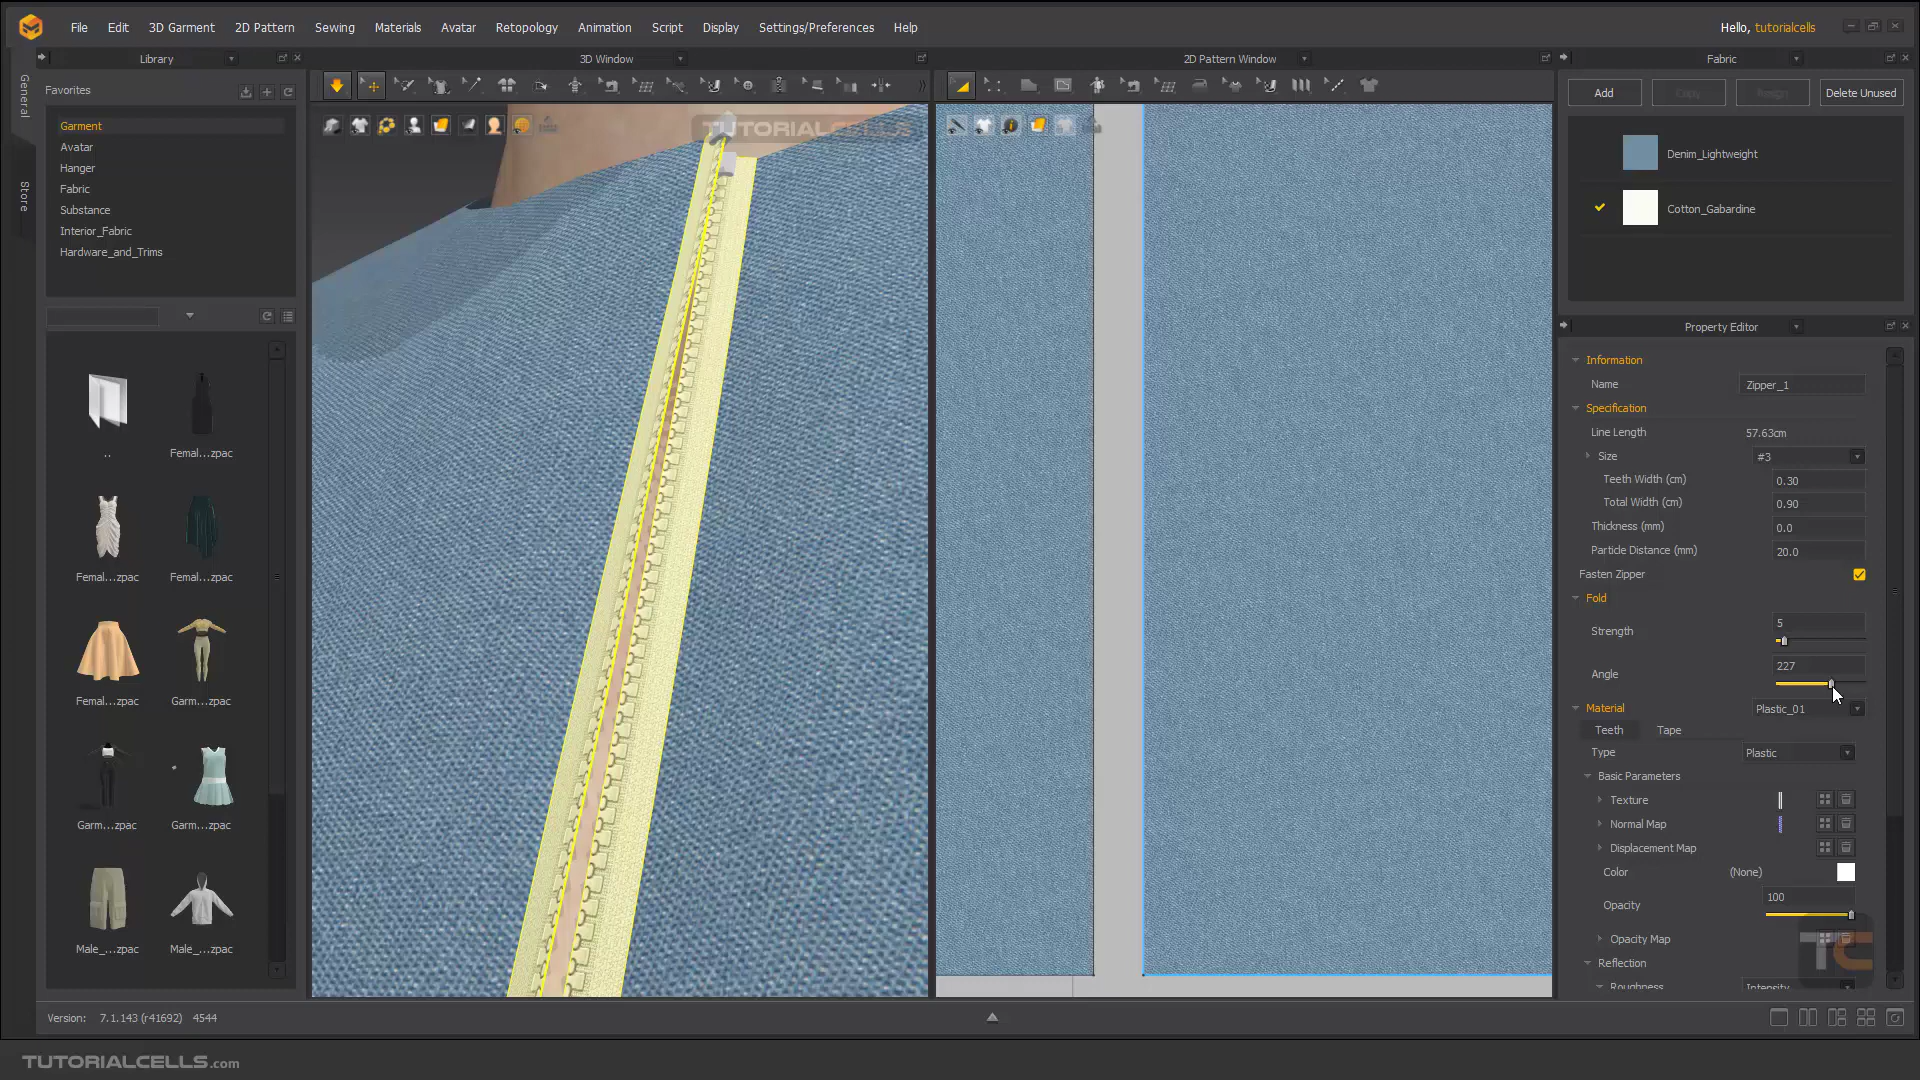 File Edit 3D Garment 2D Pattern Sewing Materials Avatar Retopology Animation Script Display Settings/Preferences Help
Hello, tutorialcells
Library
3D Window
2D Pattern Window
Fabric
General
Store
Favorites
Garment
Avatar
Hanger
Fabric
Substance
Interior_Fabric
Hardware_and_Trims
..
Femal...zpac
Femal...zpac
Femal...zpac
Femal...zpac
Garm...zpac
Garm...zpac
Garm...zpac
Male_...zpac
Male_...zpac
TUTORIALCELLS.com
Add
Copy
Assign
Delete Unused
Denim_Lightweight
Cotton_Gabardine
Property Editor
Information
Name Zipper_1
Specification
Line Length 57.63cm
Size #3
Teeth Width (cm) 0.30
Total Width (cm) 0.90
Thickness (mm) 0.0
Particle Distance (mm) 20.0
Fasten Zipper
Fold
Strength 5
Angle 227
Material Plastic_01
Teeth Tape
Type Plastic
Basic Parameters
Texture
Normal Map
Displacement Map
Color (None)
Opacity 100
Opacity Map
Reflection
Roughness Intensity
TC
Version: 7.1.143 (r41692) 4544
TUTORIALCELLS.com